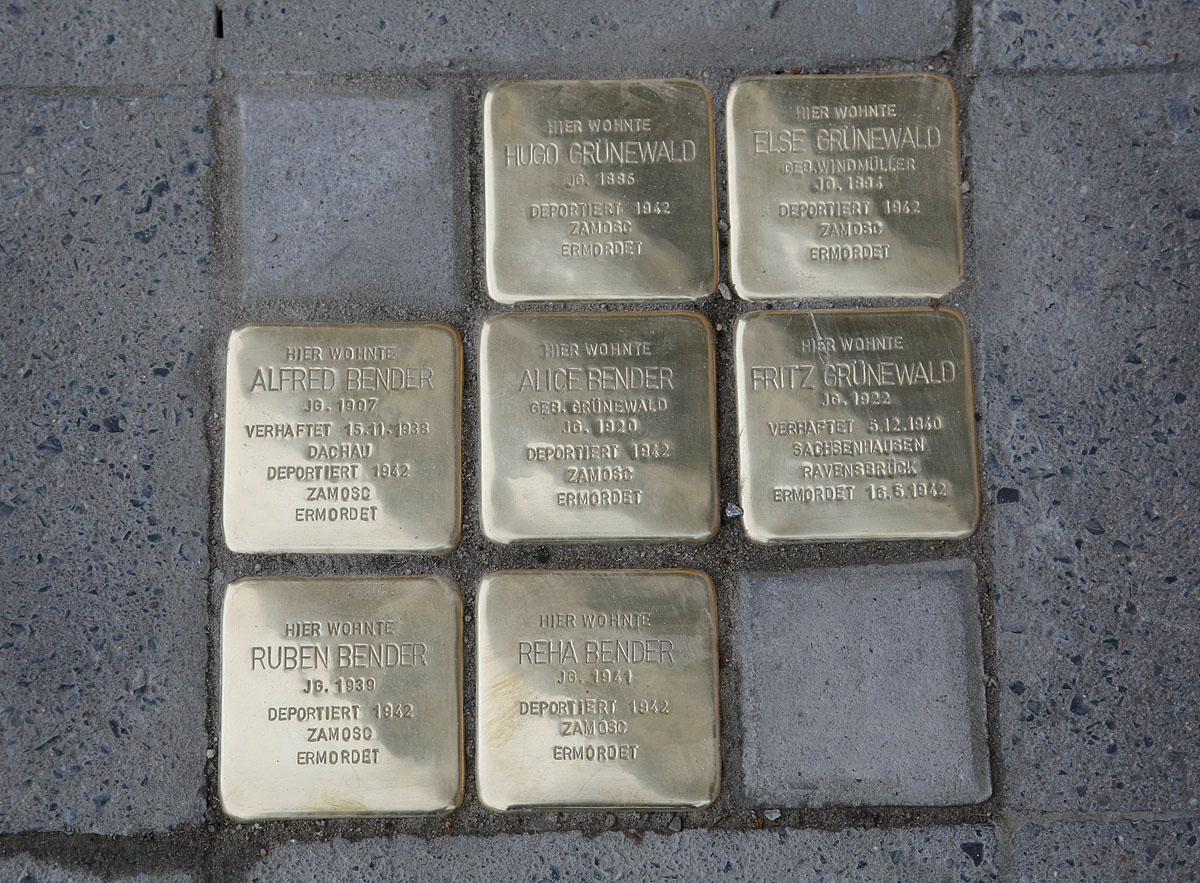 HIER WOHNTE
HUGO GRÜNEWALD
JG. 1885
DEPORTIERT 1942
ZAMOSC
ERMORDET
HIER WOHNTE
ELSE GRÜNEWALD
GEB. WINDMÜLLER
JG. 1894
DEPORTIERT 1942
ZAMOSC
ERMORDET
HIER WOHNTE
ALFRED BENDER
JG. 1907
VERHAFTET 15.11.1938
DACHAU
DEPORTIERT 1942
ZAMOSC
ERMORDET
HIER WOHNTE
ALICE BENDER
GEB. GRÜNEWALD
JG. 1920
DEPORTIERT 1942
ZAMOSC
ERMORDET
HIER WOHNTE
FRITZ GRÜNEWALD
JG. 1922
VERHAFTET 5.12.1940
SACHSENHAUSEN
RAVENSBRÜCK
ERMORDET 16.5.1942
HIER WOHNTE
RUBEN BENDER
JG. 1939
DEPORTIERT 1942
ZAMOSC
ERMORDET
HIER WOHNTE
REHA BENDER
JG. 1941
DEPORTIERT 1942
ZAMOSC
ERMORDET